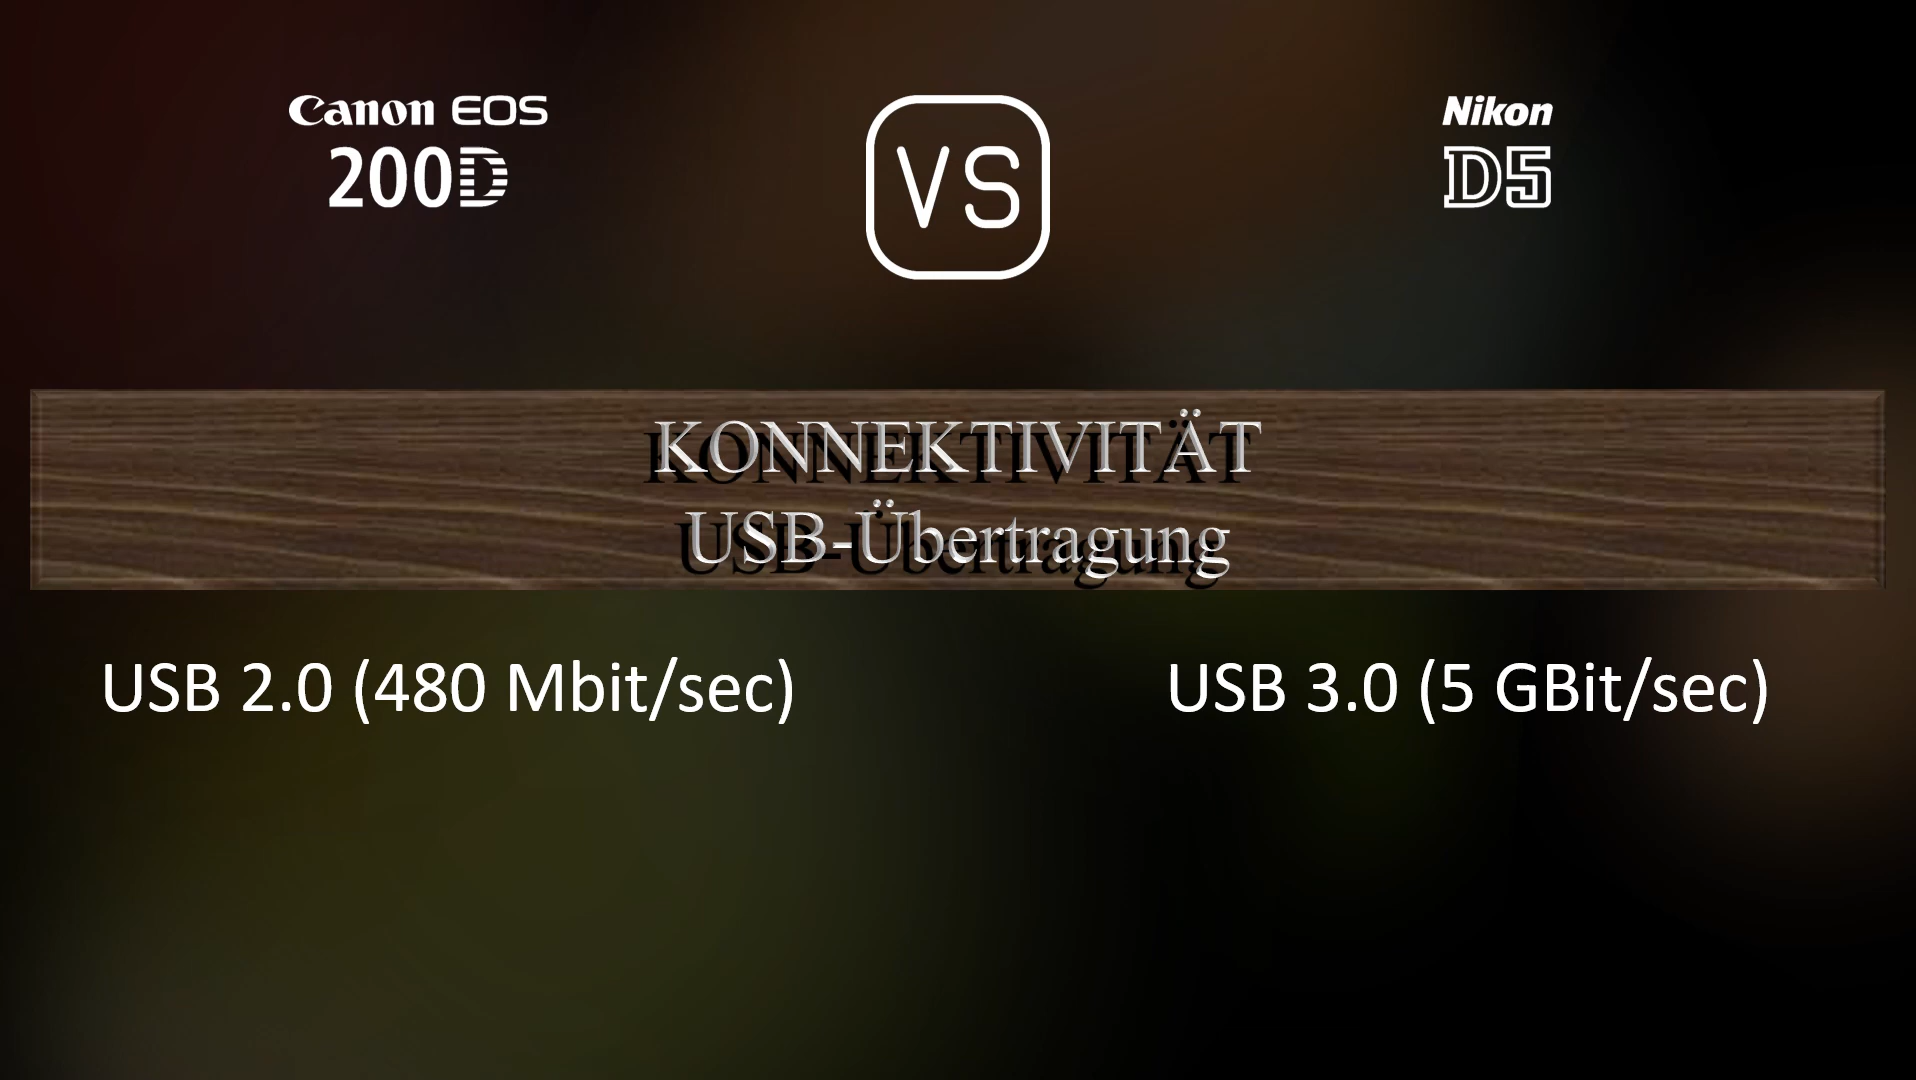 Canon EOS
200D
VS
Nikon
D5
KONNEKTIVITÄT
USB-Übertragung
USB 2.0 (480 Mbit/sec)
USB 3.0 (5 GBit/sec)